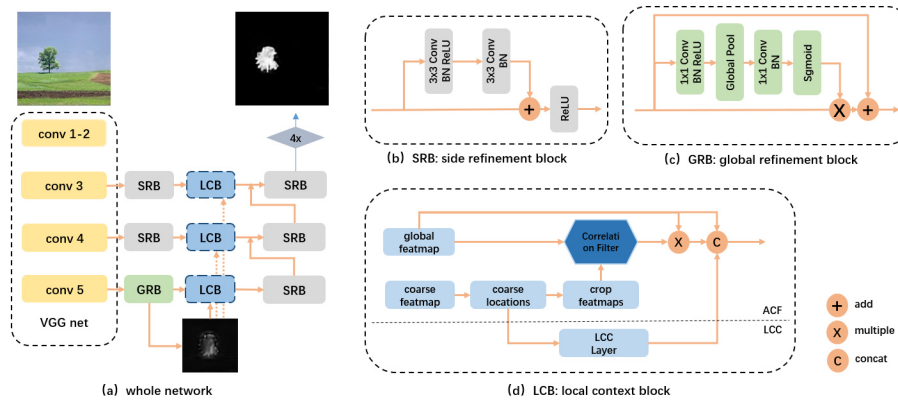 conv 1-2
4x
conv 3
SRB
LCB
SRB
conv 4
SRB
LCB
SRB
conv 5
GRB
LCB
SRB
VGG net
(a) whole network
3x3 Conv
BN ReLU
3x3 Conv
BN
+
ReLU
(b) SRB: side refinement block
1x1 Conv
BN ReLU
Global Pool
1x1 Conv
BN
Sgmoid
X
+
(c) GRB: global refinement block
global
featmap
Correlati
on Filter
X
C
coarse
featmap
coarse
locations
crop
featmaps
ACF
LCC
LCC
Layer
(d) LCB: local context block
+ add
X multiple
C concat